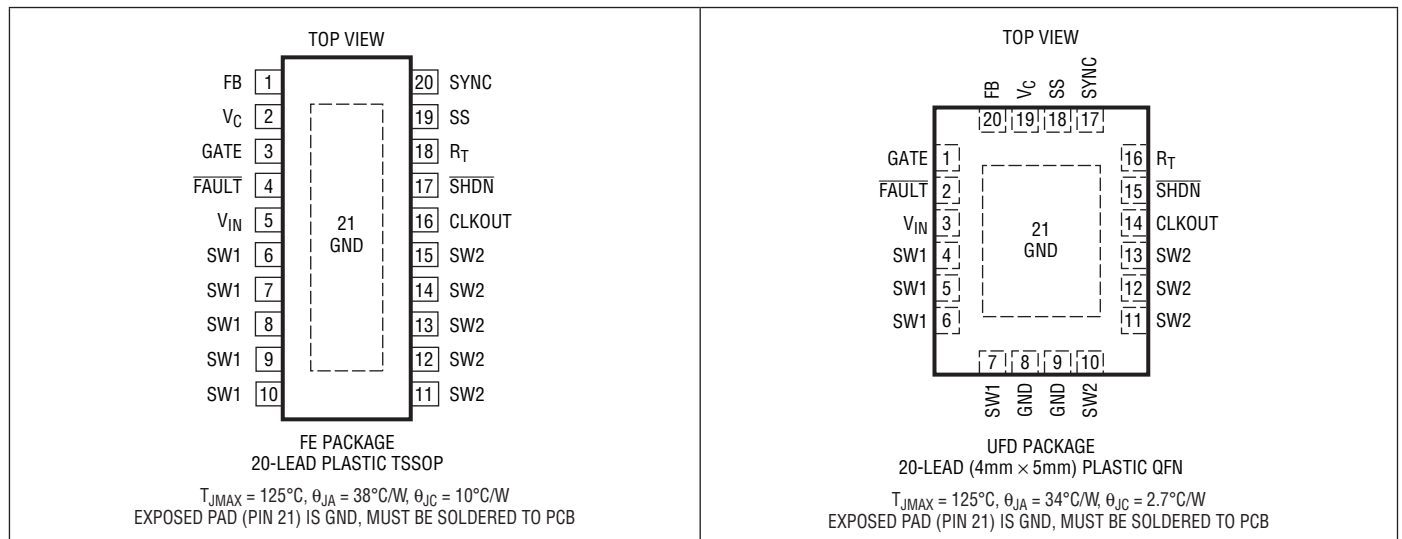 TOP VIEW
FB 1
20 SYNC
VC 2
19 SS
GATE 3
18 RT
FAULT 4
17 SHDN
VIN 5
16 CLKOUT
SW1 6
15 SW2
SW1 7
14 SW2
SW1 8
13 SW2
SW1 9
12 SW2
SW1 10
11 SW2
21
GND
FE PACKAGE
20-LEAD PLASTIC TSSOP
TJMAX = 125°C, θJA = 38°C/W, θJC = 10°C/W
EXPOSED PAD (PIN 21) IS GND, MUST BE SOLDERED TO PCB
TOP VIEW
FB VC SS SYNC
20 19 18 17
GATE 1
16 RT
FAULT 2
15 SHDN
VIN 3
14 CLKOUT
SW1 4
13 SW2
SW1 5
12 SW2
SW1 6
11 SW2
21
GND
7 8 9 10
SW1 GND GND SW2
UFD PACKAGE
20-LEAD (4mm × 5mm) PLASTIC QFN
TJMAX = 125°C, θJA = 34°C/W, θJC = 2.7°C/W
EXPOSED PAD (PIN 21) IS GND, MUST BE SOLDERED TO PCB